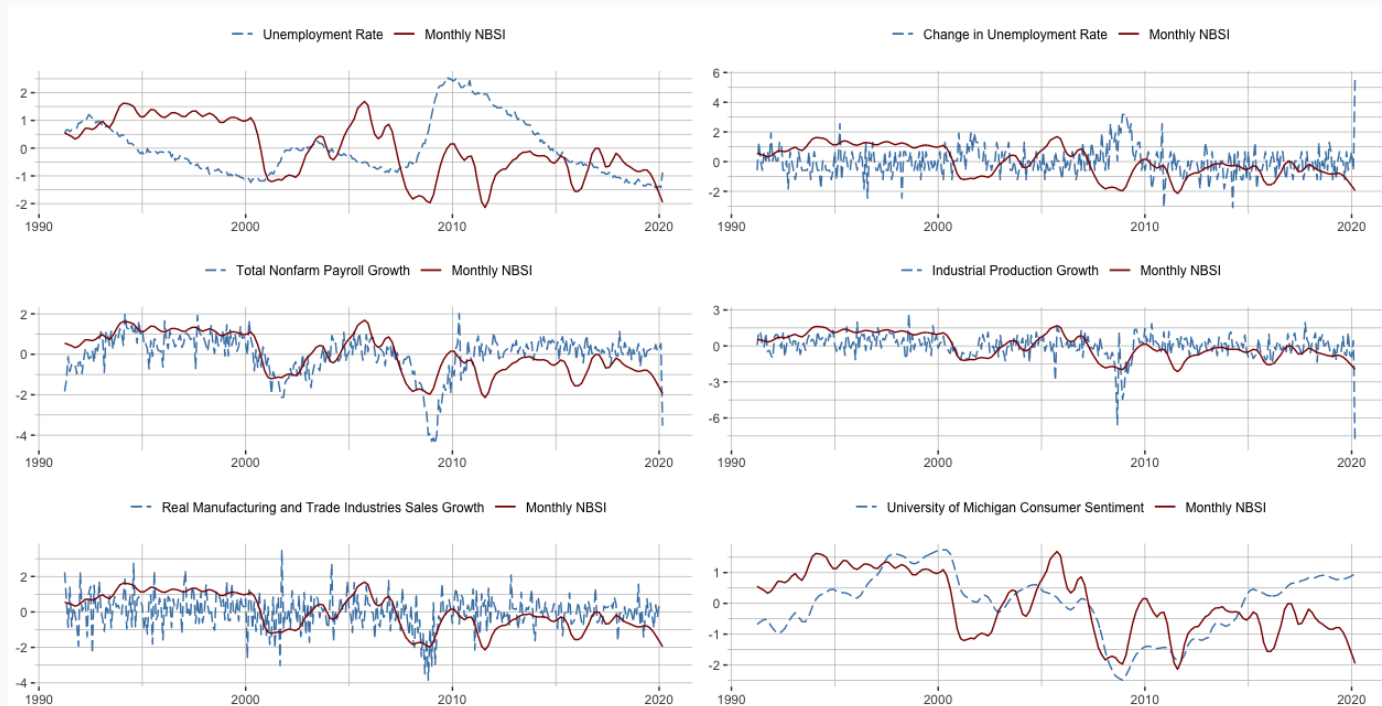 Unemployment Rate Monthly NBSI
2
1
0
-1
-2
1990 2000 2010 2020
Change in Unemployment Rate Monthly NBSI
6
4
2
0
-2
1990 2000 2010 2020
Total Nonfarm Payroll Growth Monthly NBSI
2
0
-2
-4
1990 2000 2010 2020
Industrial Production Growth Monthly NBSI
3
0
-3
-6
1990 2000 2010 2020
Real Manufacturing and Trade Industries Sales Growth Monthly NBSI
2
0
-2
-4
1990 2000 2010 2020
University of Michigan Consumer Sentiment Monthly NBSI
1
0
-1
-2
1990 2000 2010 2020